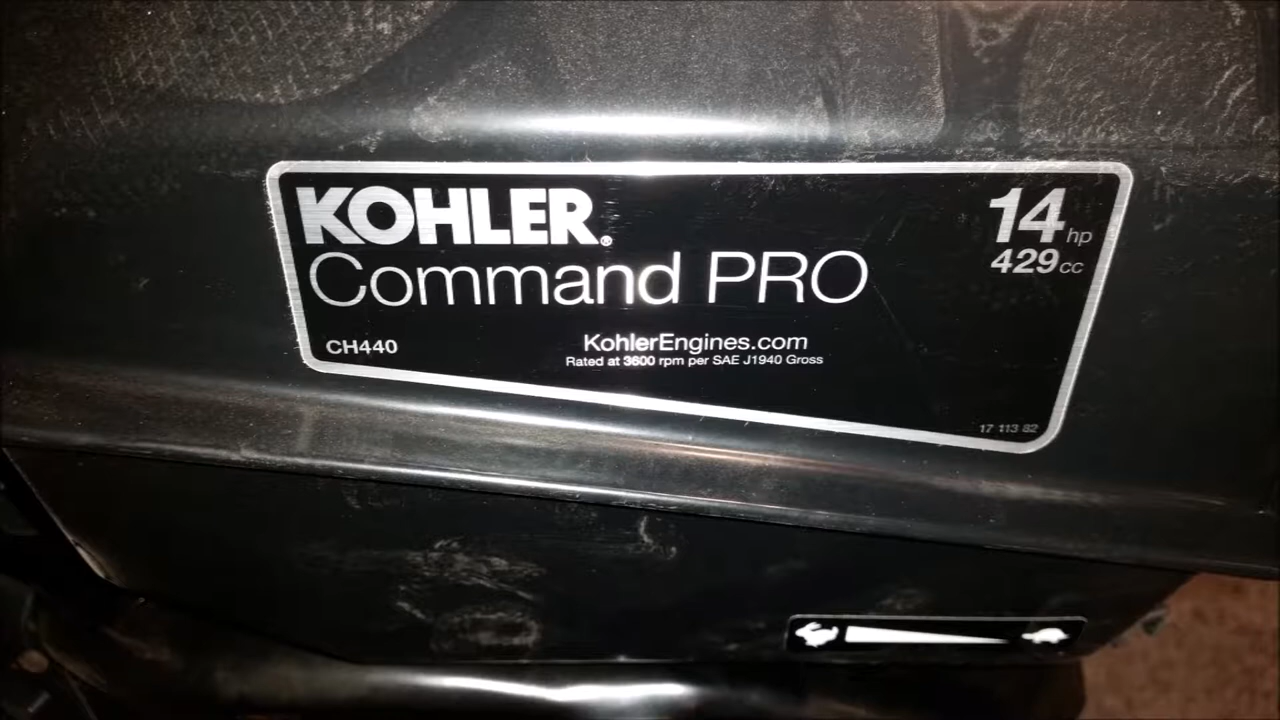 KOHLER®
Command PRO
14 hp
429 cc
CH440
KohlerEngines.com
Rated at 3600 rpm per SAE J1940 Gross
17 113 82